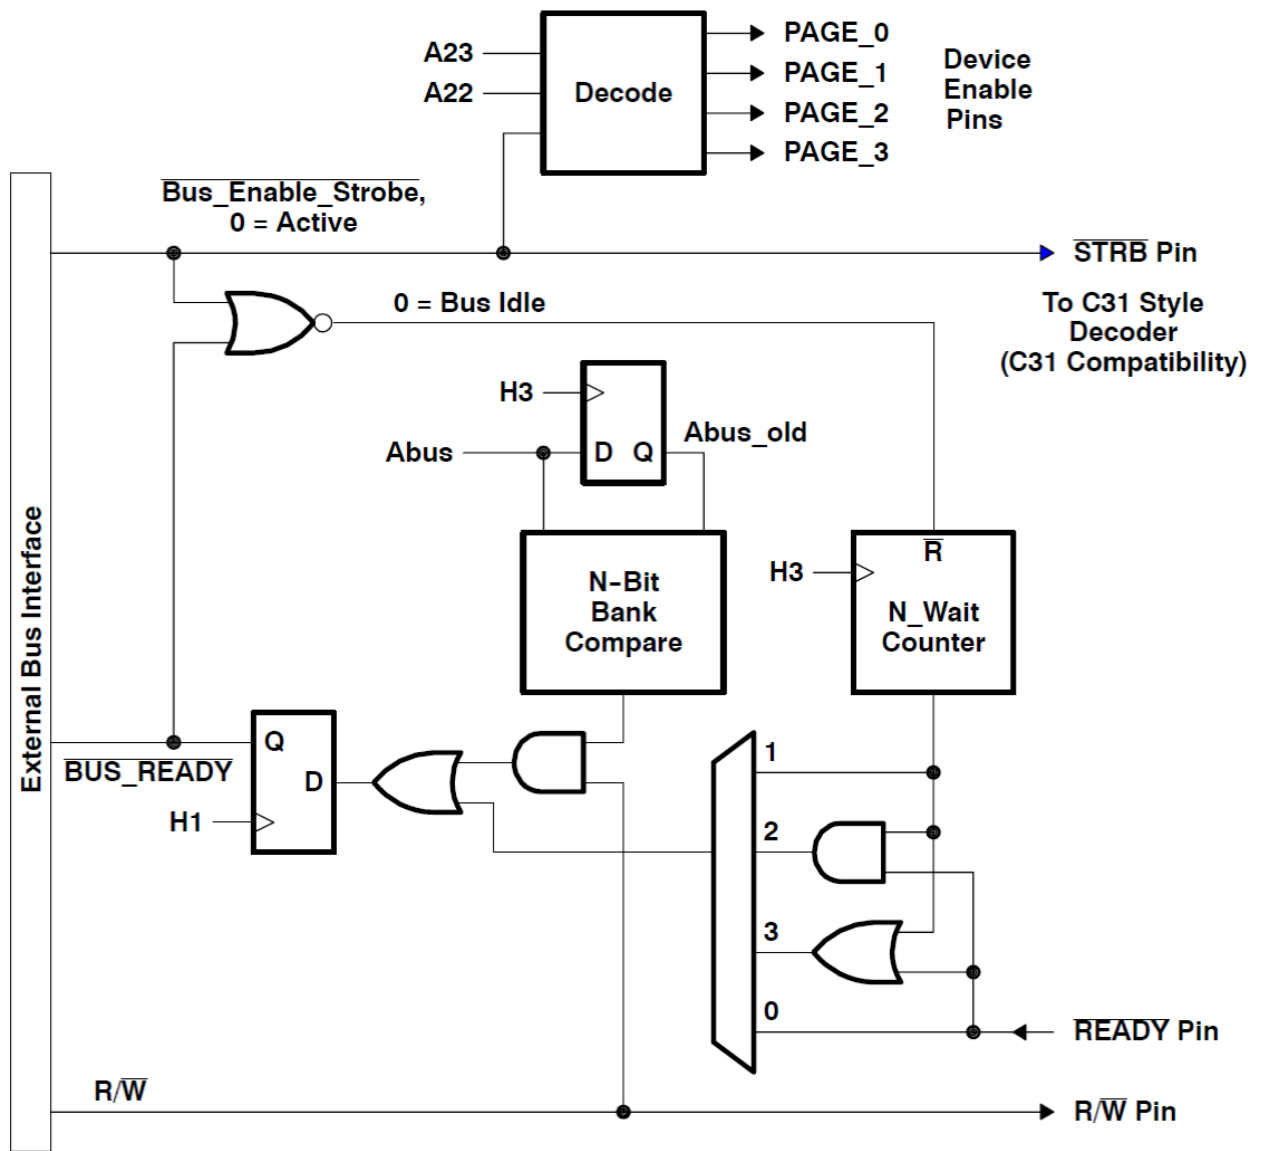 PAGE_0
A23
PAGE_1
Device
Enable
Pins
A22
Decode
PAGE_2
PAGE_3
Bus_Enable_Strobe,
0 = Active
STRB Pin
0 = Bus Idle
To C31 Style
Decoder
(C31 Compatibility)
H3
Abus
D Q
Abus_old
External Bus Interface
R
H3
N-Bit
Bank
Compare
N_Wait
Counter
Q
BUS_READY
D
H1
1
2
3
0
READY Pin
R/W
R/W Pin